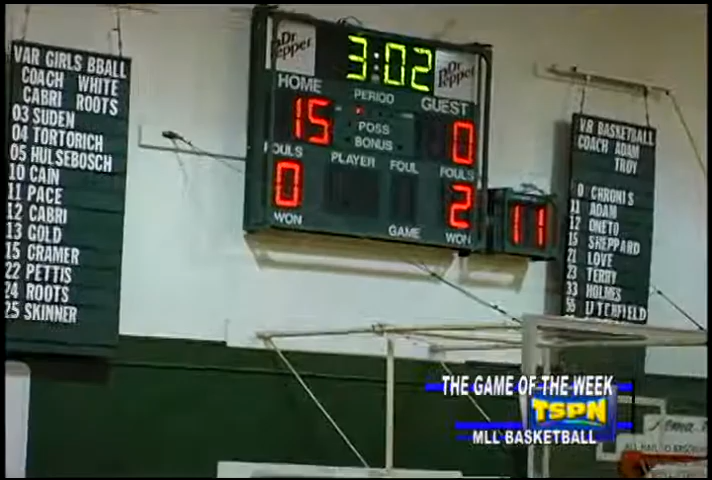 VAR GIRLS BBALL
COACH WHITE
CABRI ROOTS
03 SUDEN
04 TORTORICH
05 HULSEBOSCH
10 CAIN
11 PACE
12 CABRI
13 GOLD
15 CRAMER
22 PETTIS
24 ROOTS
25 SKINNER
Dr Pepper
3:02
Dr Pepper
HOME
PERIOD
GUEST
15
POSS
BONUS
0
FOULS
PLAYER
FOUL
FOULS
0
2
WON
GAME
WON
11
VAR BASKETBALL
COACH ADAM
TROY
0 CHRONIS
11 ADAM
12 ONETO
15 SHEPPARD
21 LOVE
23 TERRY
33 HOLMES
55 LITCHFIELD
THE GAME OF THE WEEK
TSPN
MLL BASKETBALL